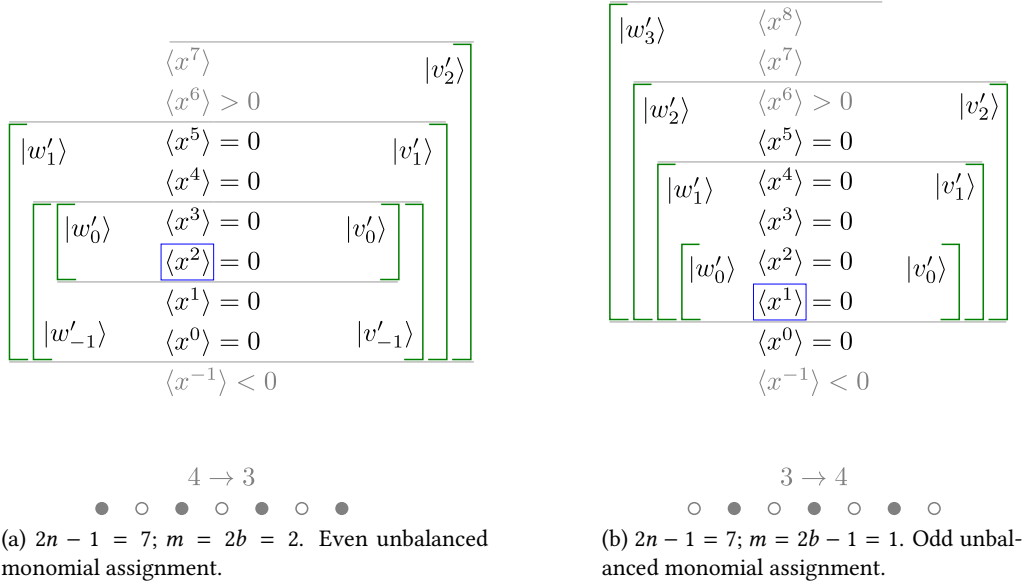 ⟨x⁷⟩
|v′₂⟩
⟨x⁶⟩ > 0
|w′₁⟩ ⟨x⁵⟩ = 0 |v′₁⟩
⟨x⁴⟩ = 0
|w′₀⟩ ⟨x³⟩ = 0 |v′₀⟩
⟨x²⟩ = 0
⟨x¹⟩ = 0
|w′₋₁⟩ ⟨x⁰⟩ = 0 |v′₋₁⟩
⟨x⁻¹⟩ < 0
4 → 3
(a) 2n − 1 = 7; m = 2b = 2. Even unbalanced
monomial assignment.
|w′₃⟩ ⟨x⁸⟩
⟨x⁷⟩
|w′₂⟩ ⟨x⁶⟩ > 0 |v′₂⟩
⟨x⁵⟩ = 0
|w′₁⟩ ⟨x⁴⟩ = 0 |v′₁⟩
⟨x³⟩ = 0
|w′₀⟩ ⟨x²⟩ = 0 |v′₀⟩
⟨x¹⟩ = 0
⟨x⁰⟩ = 0
⟨x⁻¹⟩ < 0
3 → 4
(b) 2n − 1 = 7; m = 2b − 1 = 1. Odd unbal-
anced monomial assignment.